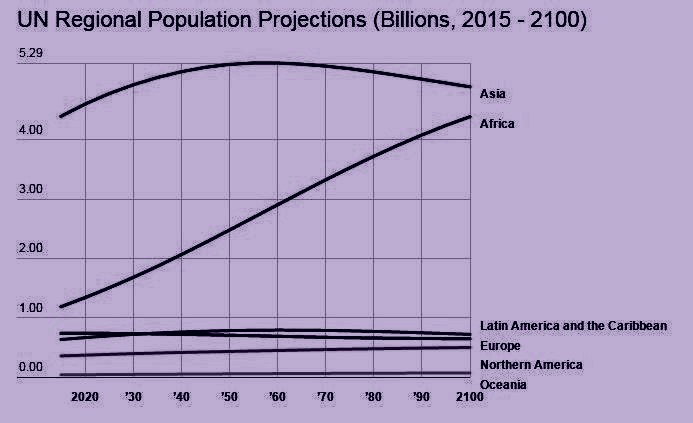 UN Regional Population Projections (Billions, 2015 - 2100)
5.29
Asia
Africa
4.00
3.00
2.00
1.00
Latin America and the Caribbean
Europe
0.00
Northern America
Oceania
2020 '30 '40 '50 '60 '70 '80 '90 2100